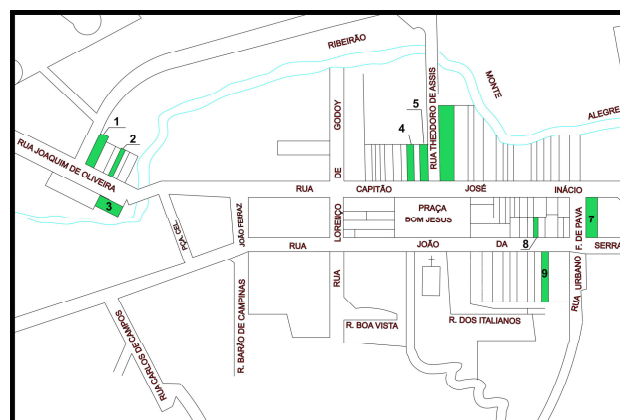 RIBEIRÃO
MONTE
ALEGRE
RUA THEODORO DE ASSIS
5
4
1
2
RUA JOAQUIM DE OLIVEIRA
3
RUA CAPITÃO JOSÉ INÁCIO
RUA LOREIÇO DE GODOY
PRAÇA
BOM JESUS
7
JOÃO FEIRAZ
PÇA CEL.
RUA JOÃO DA SERRA
8
9
RUA URBANO F. DE PAVA
R. BARÃO DE CAMPINAS
R. BOA VISTA
R. DOS ITALIANOS
RUA CARLOS DE CAMPOS